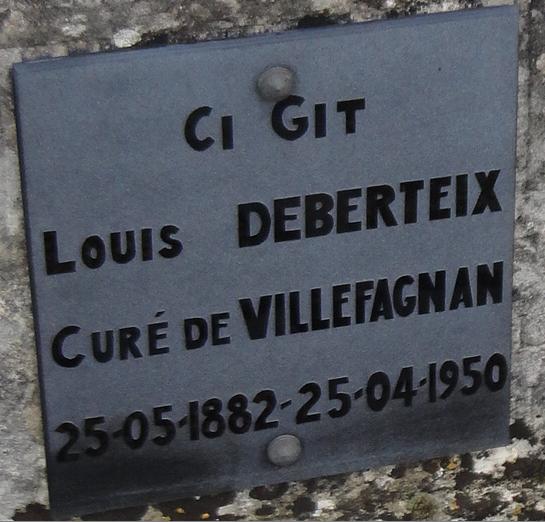 CI GIT
LOUIS DEBERTEIX
CURÉ DE VILLEFAGNAN
25-05-1882-25-04-1950